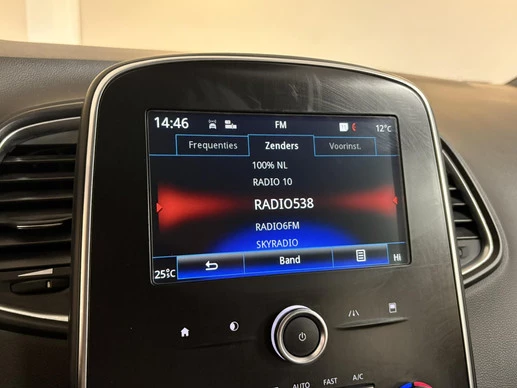 14:46 FM 12°C
Frequenties Zenders Voorinst.
100% NL
RADIO 10
RADIO538
RADIO6FM
SKYRADIO
25°C Band Hi
AUTO FAST A/C